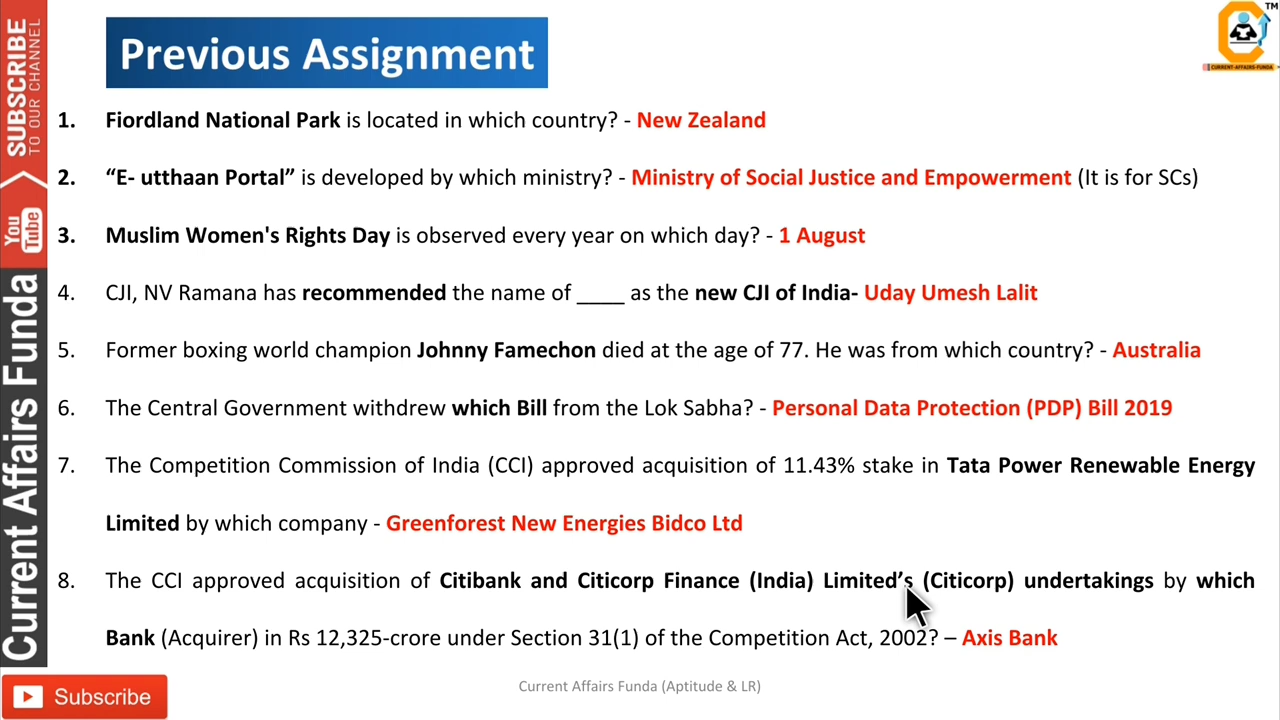 Previous Assignment
1. Fiordland National Park is located in which country? - New Zealand
2. “E- utthaan Portal” is developed by which ministry? - Ministry of Social Justice and Empowerment (It is for SCs)
3. Muslim Women's Rights Day is observed every year on which day? - 1 August
4. CJI, NV Ramana has recommended the name of ____ as the new CJI of India- Uday Umesh Lalit
5. Former boxing world champion Johnny Famechon died at the age of 77. He was from which country? - Australia
6. The Central Government withdrew which Bill from the Lok Sabha? - Personal Data Protection (PDP) Bill 2019
7. The Competition Commission of India (CCI) approved acquisition of 11.43% stake in Tata Power Renewable Energy
Limited by which company - Greenforest New Energies Bidco Ltd
8. The CCI approved acquisition of Citibank and Citicorp Finance (India) Limited’s (Citicorp) undertakings by which
Bank (Acquirer) in Rs 12,325-crore under Section 31(1) of the Competition Act, 2002? – Axis Bank
Current Affairs Funda (Aptitude & LR)
SUBSCRIBE
TO OUR CHANNEL
You
Tube
Current Affairs Funda
Subscribe
TM
CURRENT-AFFAIRS-FUNDA